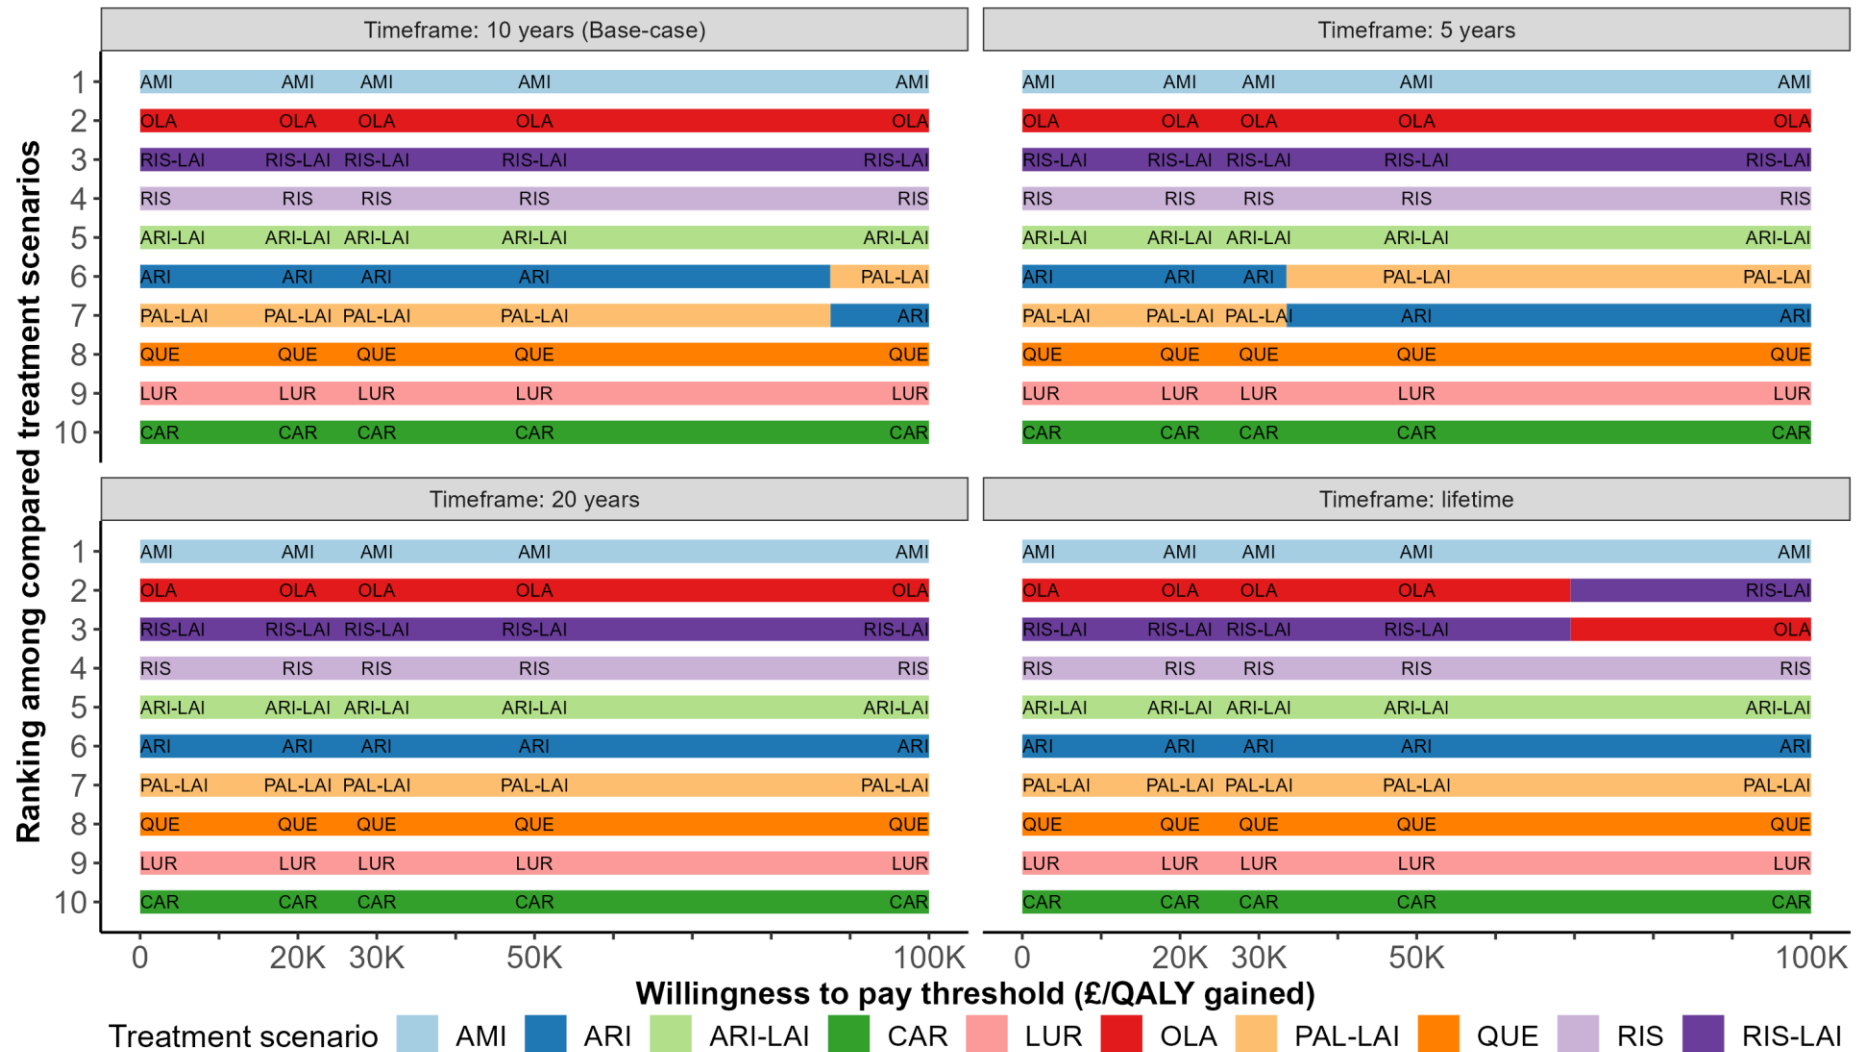 Timeframe: 10 years (Base-case)
Timeframe: 5 years
Ranking among compared treatment scenarios
1 AMI AMI AMI AMI AMI AMI AMI AMI AMI AMI
2 OLA OLA OLA OLA OLA OLA OLA OLA OLA OLA
3 RIS-LAI RIS-LAI RIS-LAI RIS-LAI RIS-LAI RIS-LAI RIS-LAI RIS-LAI RIS-LAI RIS-LAI
4 RIS RIS RIS RIS RIS RIS RIS RIS RIS RIS
5 ARI-LAI ARI-LAI ARI-LAI ARI-LAI ARI-LAI ARI-LAI ARI-LAI ARI-LAI ARI-LAI ARI-LAI
6 ARI ARI ARI ARI PAL-LAI ARI ARI ARI PAL-LAI PAL-LAI
7 PAL-LAI PAL-LAI PAL-LAI PAL-LAI ARI PAL-LAI PAL-LAI PAL-LAI ARI ARI
8 QUE QUE QUE QUE QUE QUE QUE QUE QUE QUE
9 LUR LUR LUR LUR LUR LUR LUR LUR LUR LUR
10 CAR CAR CAR CAR CAR CAR CAR CAR CAR CAR
Timeframe: 20 years
Timeframe: lifetime
1 AMI AMI AMI AMI AMI AMI AMI AMI AMI AMI
2 OLA OLA OLA OLA OLA OLA OLA OLA OLA RIS-LAI
3 RIS-LAI RIS-LAI RIS-LAI RIS-LAI RIS-LAI RIS-LAI RIS-LAI RIS-LAI RIS-LAI OLA
4 RIS RIS RIS RIS RIS RIS RIS RIS RIS RIS
5 ARI-LAI ARI-LAI ARI-LAI ARI-LAI ARI-LAI ARI-LAI ARI-LAI ARI-LAI ARI-LAI ARI-LAI
6 ARI ARI ARI ARI ARI ARI ARI ARI ARI ARI
7 PAL-LAI PAL-LAI PAL-LAI PAL-LAI PAL-LAI PAL-LAI PAL-LAI PAL-LAI PAL-LAI PAL-LAI
8 QUE QUE QUE QUE QUE QUE QUE QUE QUE QUE
9 LUR LUR LUR LUR LUR LUR LUR LUR LUR LUR
10 CAR CAR CAR CAR CAR CAR CAR CAR CAR CAR
0 20K 30K 50K 100K 0 20K 30K 50K 100K
Willingness to pay threshold (£/QALY gained)
Treatment scenario AMI ARI ARI-LAI CAR LUR OLA PAL-LAI QUE RIS RIS-LAI